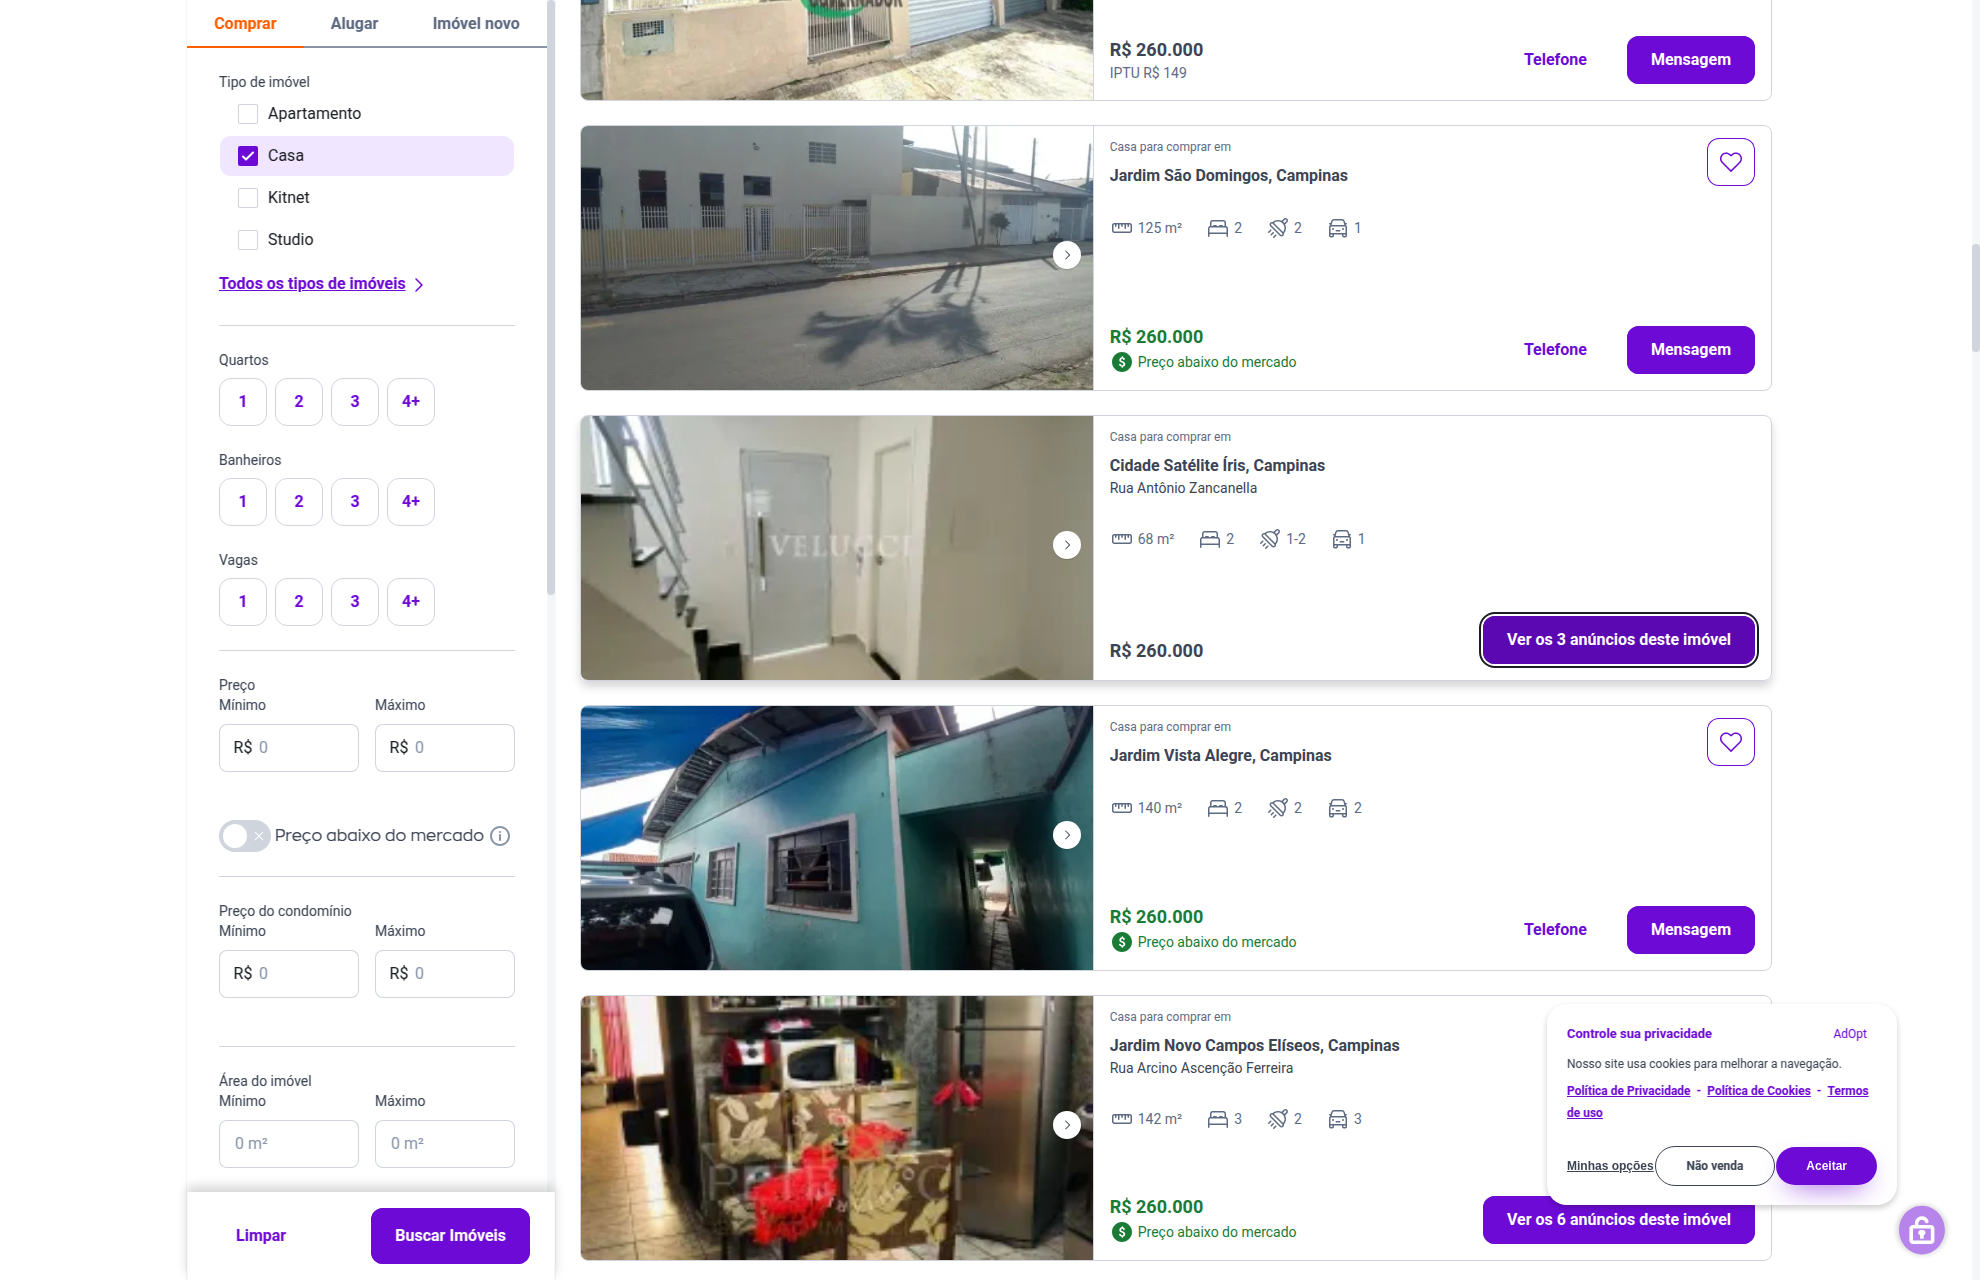 Comprar
Alugar
Imóvel novo
Tipo de imóvel
Apartamento
Casa
Kitnet
Studio
Todos os tipos de imóveis
Quartos
1
2
3
4+
Banheiros
1
2
3
4+
Vagas
1
2
3
4+
Preço
Mínimo
Máximo
R$ 0
R$ 0
Preço abaixo do mercado
Preço do condomínio
Mínimo
Máximo
R$ 0
R$ 0
Área do imóvel
Mínimo
Máximo
0 m²
0 m²
Limpar
Buscar Imóveis
R$ 260.000
IPTU R$ 149
Telefone
Mensagem
Casa para comprar em
Jardim São Domingos, Campinas
125 m²
2
2
1
R$ 260.000
Preço abaixo do mercado
Telefone
Mensagem
VELUCCI
Casa para comprar em
Cidade Satélite Íris, Campinas
Rua Antônio Zancanella
68 m²
2
1-2
1
R$ 260.000
Ver os 3 anúncios deste imóvel
Casa para comprar em
Jardim Vista Alegre, Campinas
140 m²
2
2
2
R$ 260.000
Preço abaixo do mercado
Telefone
Mensagem
Casa para comprar em
Jardim Novo Campos Elíseos, Campinas
Rua Arcino Ascenção Ferreira
142 m²
3
2
3
R$ 260.000
Preço abaixo do mercado
Ver os 6 anúncios deste imóvel
Controle sua privacidade
AdOpt
Nosso site usa cookies para melhorar a navegação.
Política de Privacidade - Política de Cookies - Termos
de uso
Minhas opções
Não venda
Aceitar